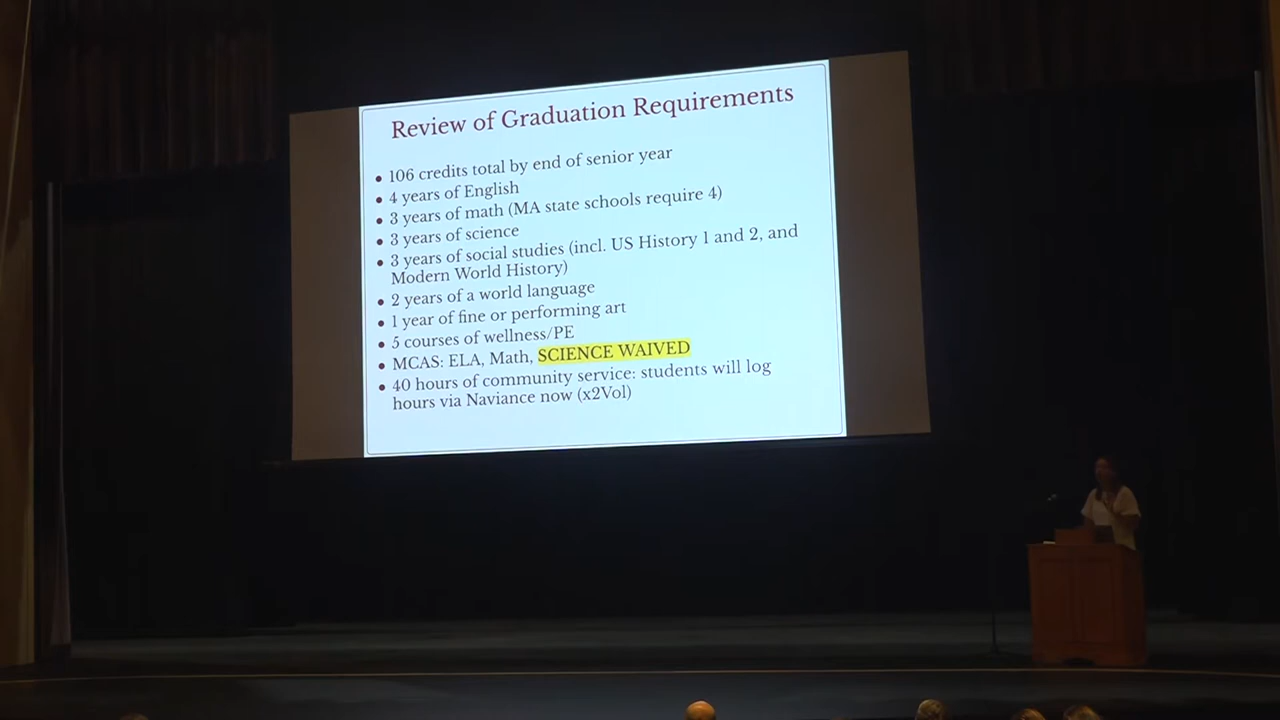 Review of Graduation Requirements
• 106 credits total by end of senior year
• 4 years of English
• 3 years of math (MA state schools require 4)
• 3 years of science
• 3 years of social studies (incl. US History 1 and 2, and
Modern World History)
• 2 years of a world language
• 1 year of fine or performing art
• 5 courses of wellness/PE
• MCAS: ELA, Math, SCIENCE WAIVED
• 40 hours of community service: students will log
hours via Naviance now (x2Vol)